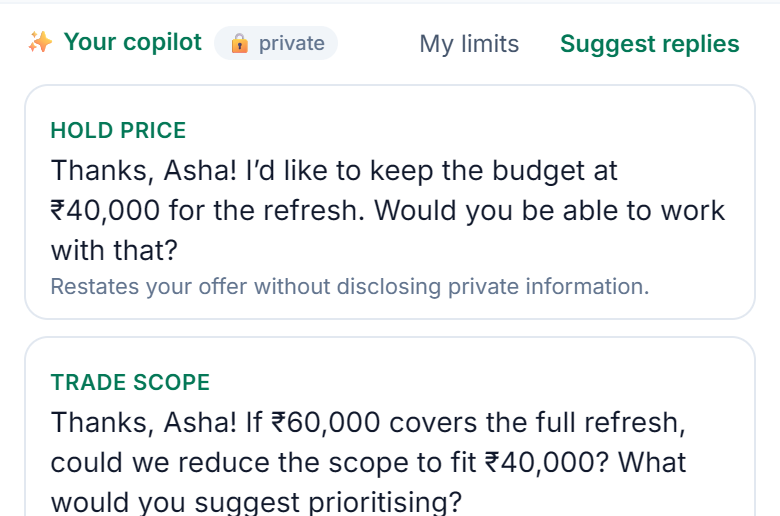 ✨ Your copilot 🔒 private My limits Suggest replies
HOLD PRICE
Thanks, Asha! I’d like to keep the budget at
₹40,000 for the refresh. Would you be able to work
with that?
Restates your offer without disclosing private information.
TRADE SCOPE
Thanks, Asha! If ₹60,000 covers the full refresh,
could we reduce the scope to fit ₹40,000? What
would you suggest prioritising?